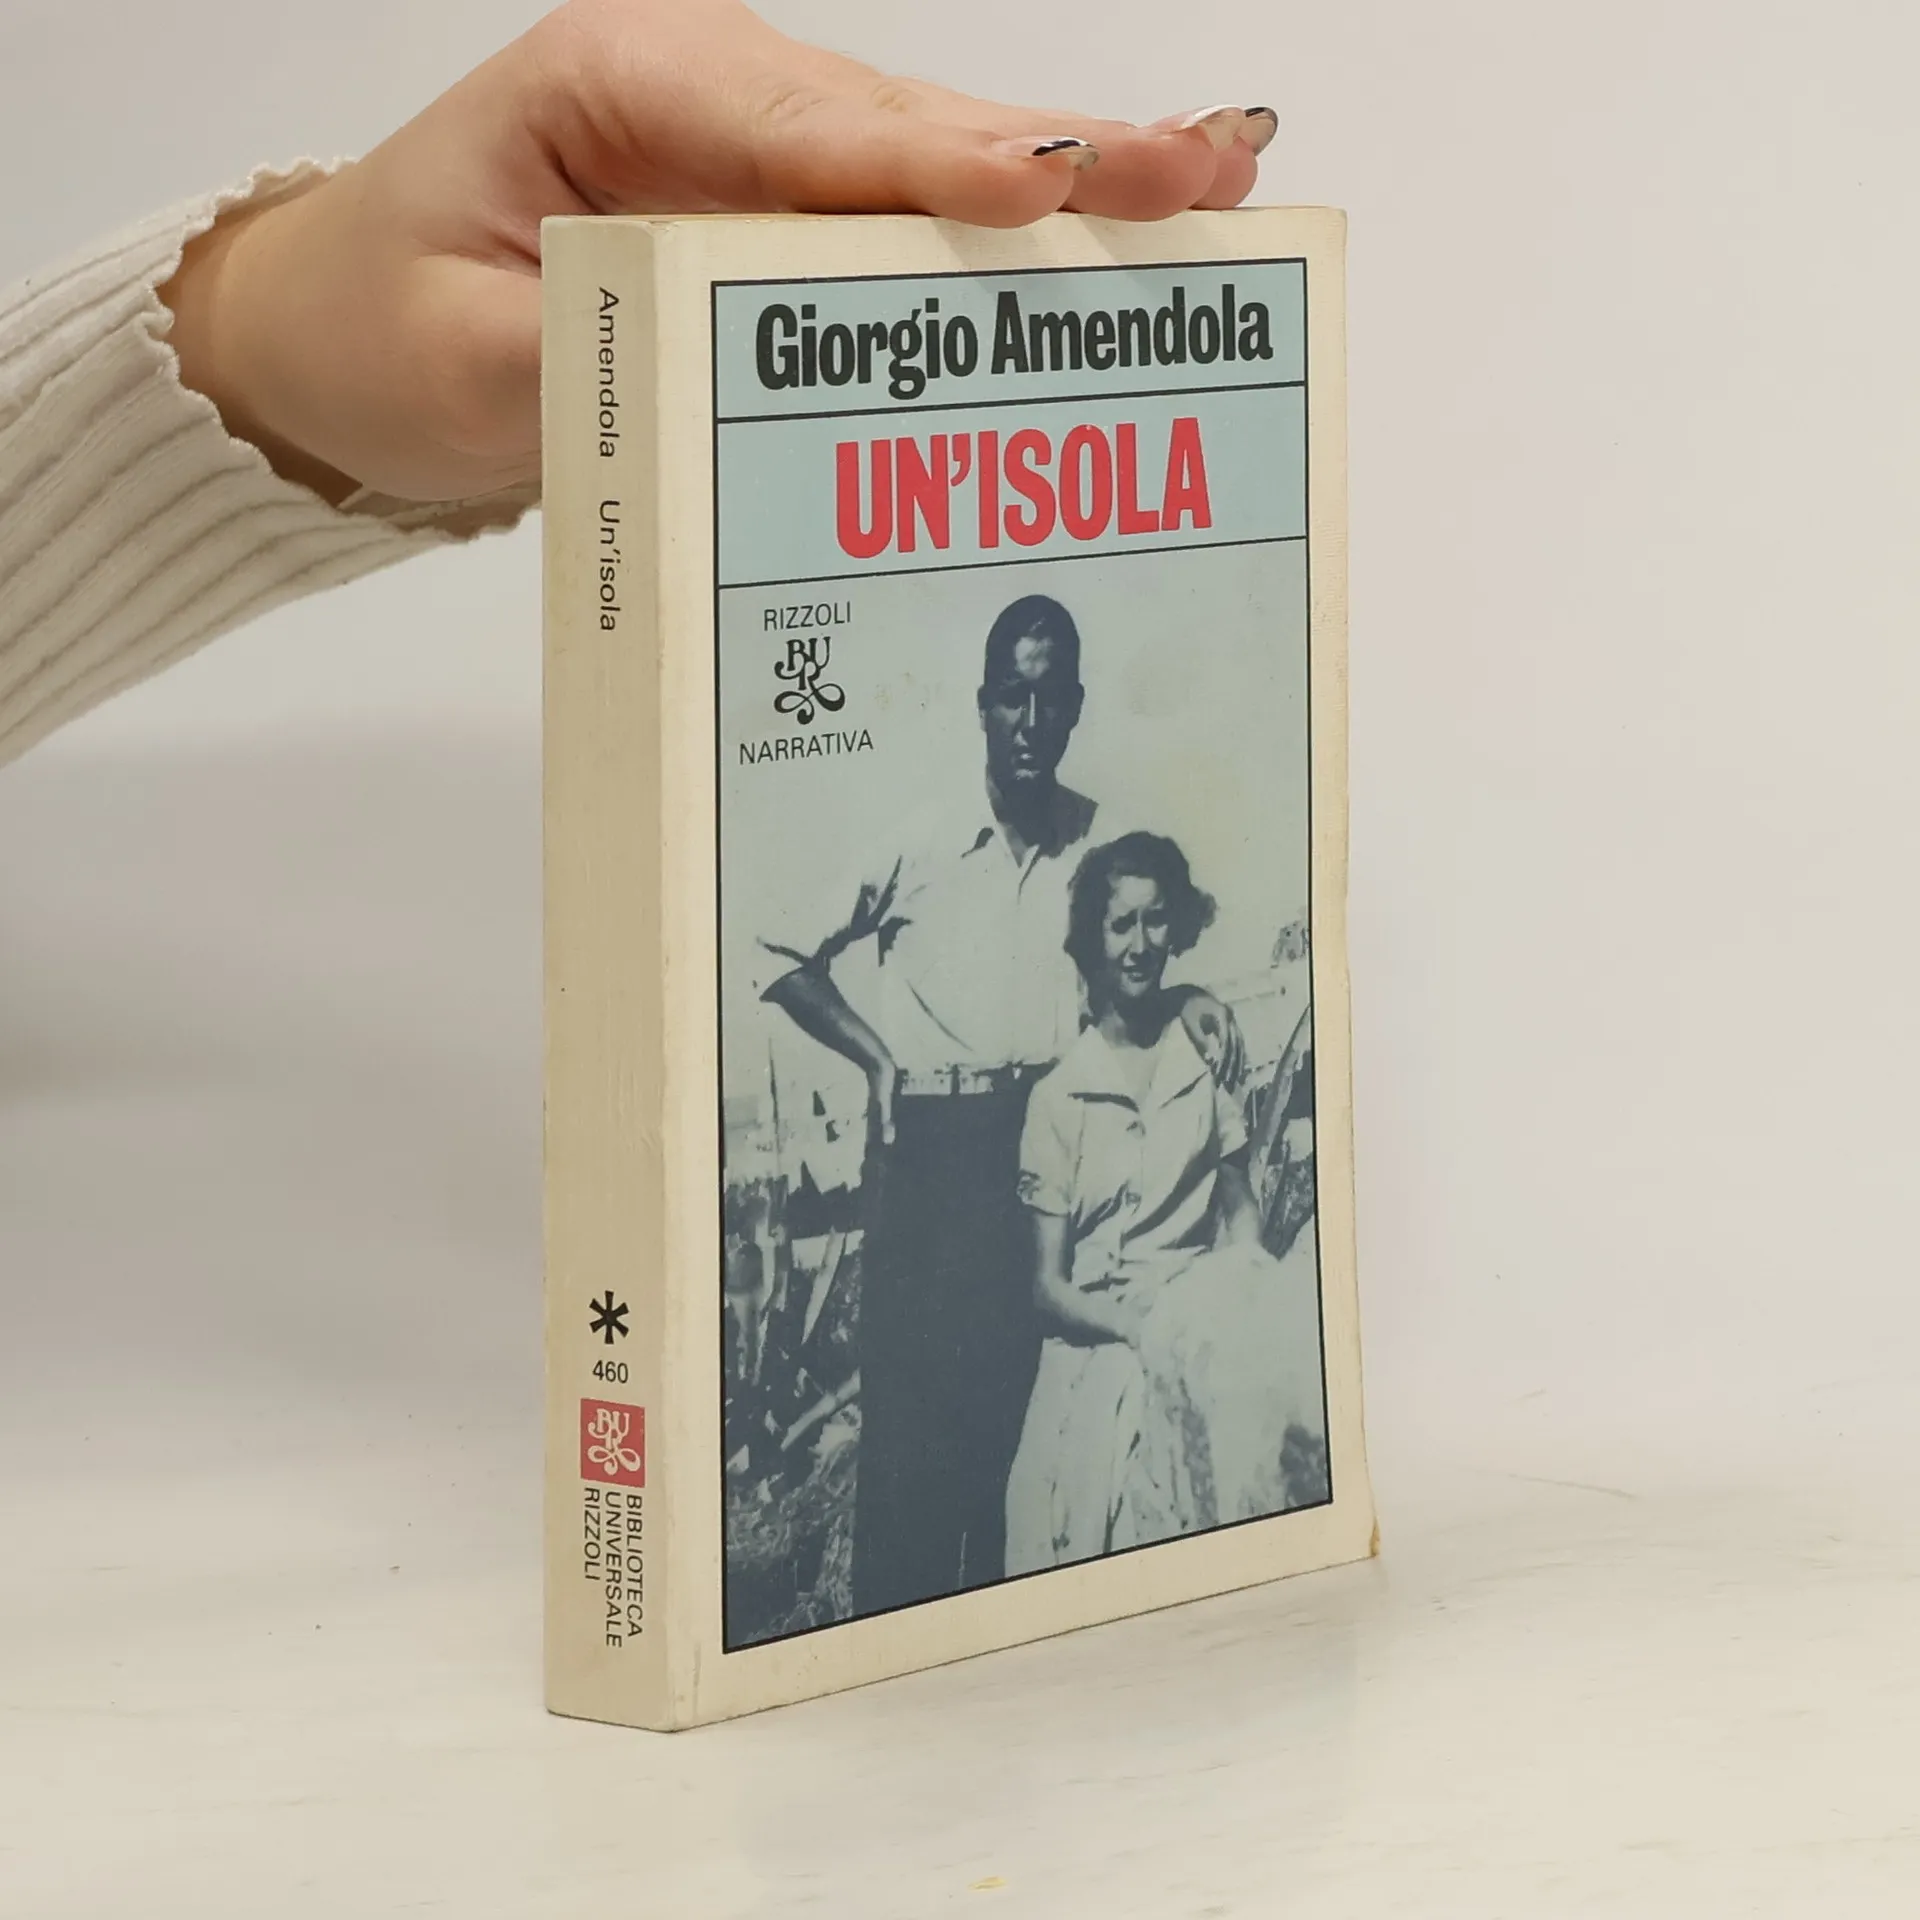 Giorgio Amendola
UN'ISOLA
RIZZOLI
BUR
NARRATIVA
Amendola Un'isola
*
460
BUR
BIBLIOTECA
UNIVERSALE
RIZZOLI